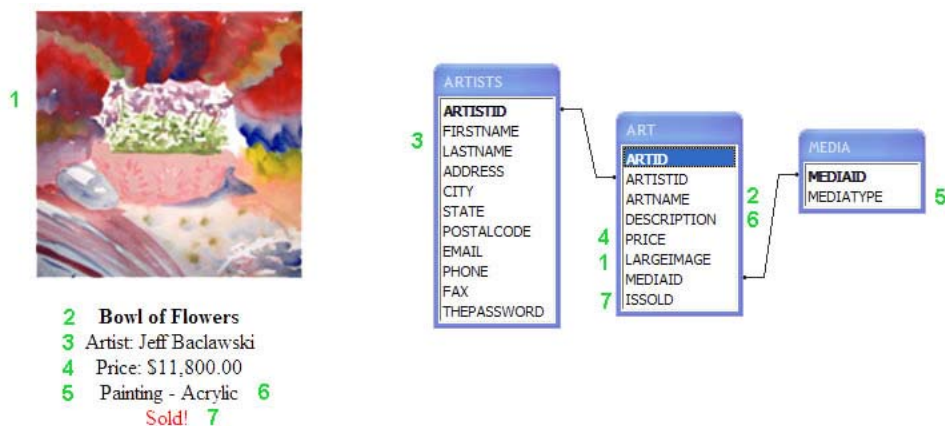 1
2 Bowl of Flowers
3 Artist: Jeff Baclawski
4 Price: $11,800.00
5 Painting - Acrylic 6
Sold! 7
ARTISTS
ARTISTID
3 FIRSTNAME
LASTNAME
ADDRESS
CITY
STATE
POSTALCODE
EMAIL
PHONE
FAX
THEPASSWORD
ART
ARTID
ARTISTID
ARTNAME 2
DESCRIPTION 6
4 PRICE
1 LARGEIMAGE
MEDIAID
7 ISSOLD
MEDIA
MEDIAID
MEDIATYPE 5